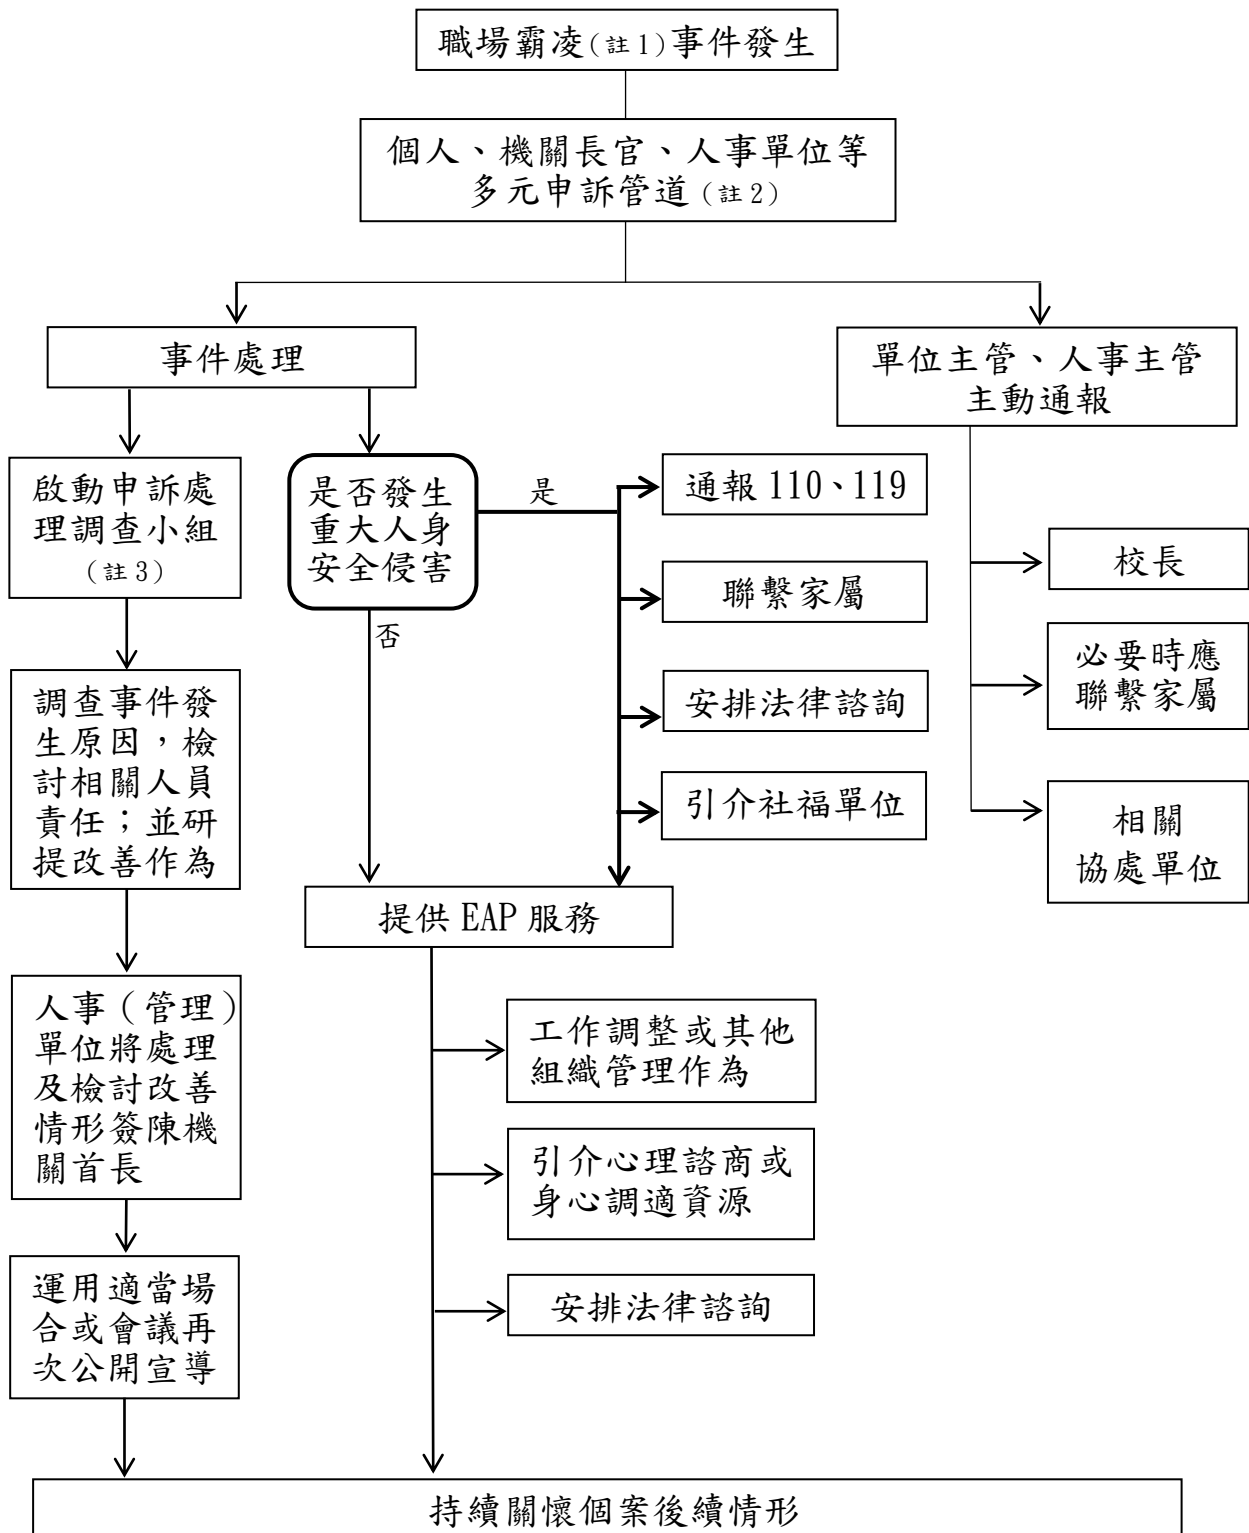 職場霸凌(註1)事件發生
個人、機關長官、人事單位等
多元申訴管道(註2)
事件處理
單位主管、人事主管
主動通報
啟動申訴處
理調查小組
(註3)
是否發生
重大人身
安全侵害
是
否
通報 110、119
聯繫家屬
安排法律諮詢
引介社福單位
校長
必要時應
聯繫家屬
相關
協處單位
調查事件發
生原因，檢
討相關人員
責任；並研
提改善作為
提供 EAP 服務
人事（管理）
單位將處理
及檢討改善
情形簽陳機
關首長
工作調整或其他
組織管理作為
引介心理諮商或
身心調適資源
安排法律諮詢
運用適當場
合或會議再
次公開宣導
持續關懷個案後續情形